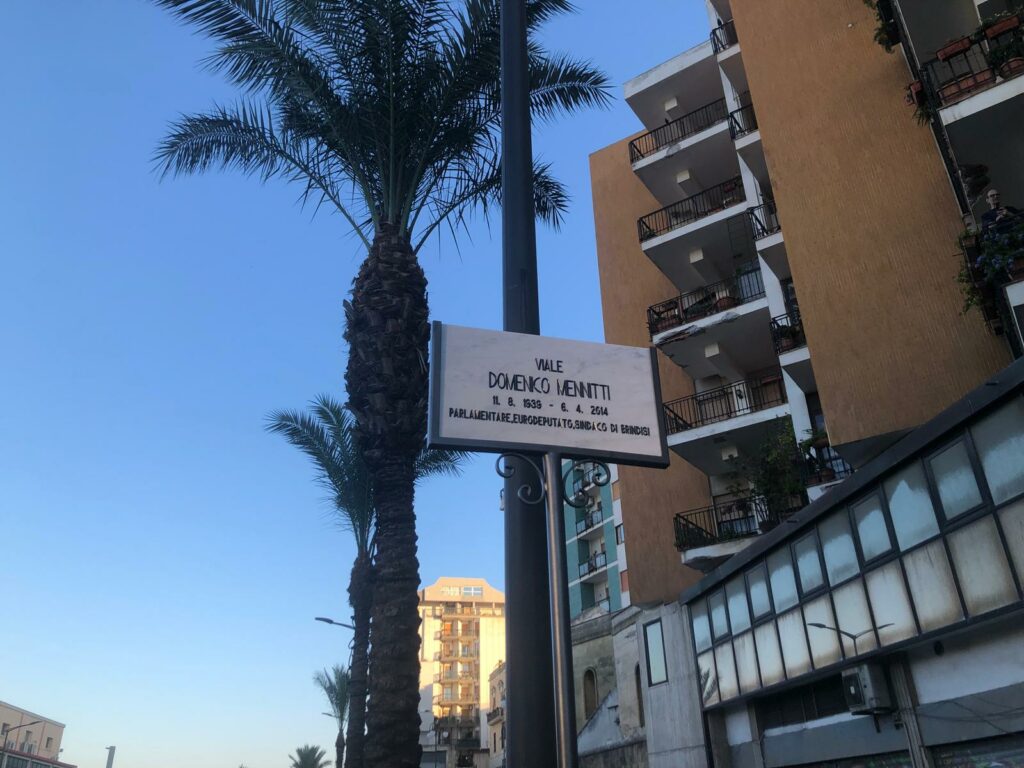 VIALE
DOMENICO MENNITTI
11. 8. 1939 - 6. 4. 2014
PARLAMENTARE,EURODEPUTATO,SINDACO DI BRINDISI